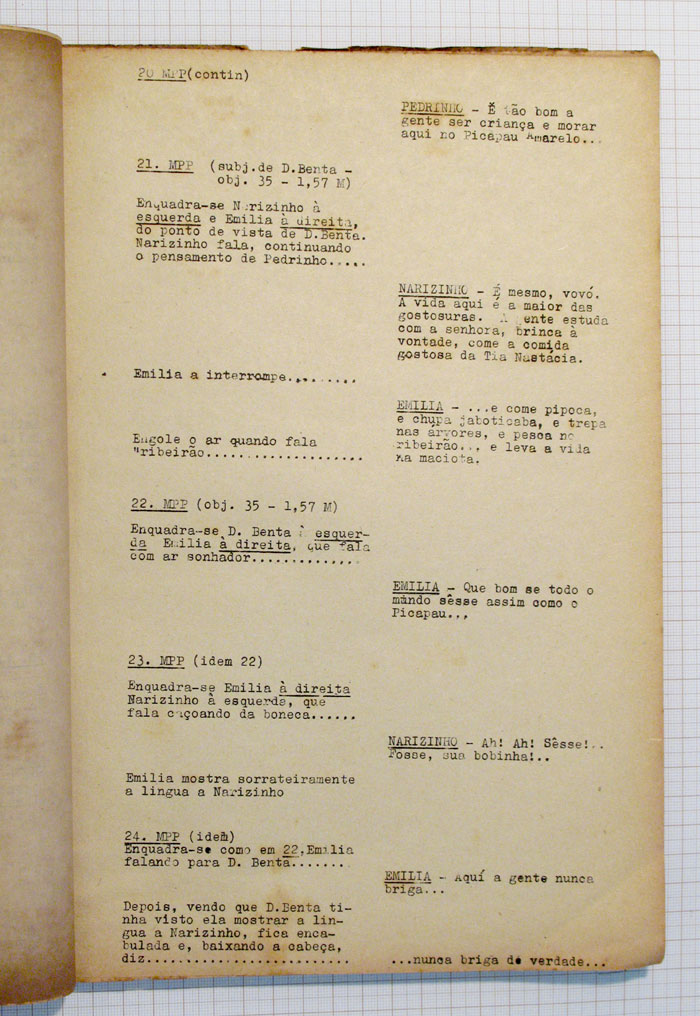 20 MPP(contin)
PEDRINHO - É tão bom a
gente ser criança e morar
aqui no Picapau Amarelo...
21. MPP (subj.de D.Benta -
obj. 35 - 1,57 M)
Enquadra-se Narizinho à
esquerda e Emilia à direita,
do ponto de vista de D.Benta.
Narizinho fala, continuando
o pensamento de Pedrinho.....
NARIZINHO - É mesmo, vovó.
A vida aqui é a maior das
gostosuras. A gente estuda
com a senhora, brinca à
vontade, come a comida
gostosa da Tia Nastácia.
Emilia a interrompe.........
EMILIA - ...e come pipoca,
e chupa jaboticaba, e trepa
nas arvores, e pesca no
ribeirão... e leva a vida
na maciota.
Engole o ar quando fala
"ribeirão....................
22. MPP (obj. 35 - 1,57 M)
Enquadra-se D. Benta à esquer-
da Emilia à direita, que fala
com ar sonhador..............
EMILIA - Que bom se todo o
mundo sêsse assim como o
Picapau...
23. MPP (idem 22)
Enquadra-se Emilia à direita
Narizinho à esquerda, que
fala caçoando da boneca......
NARIZINHO - Ah! Ah! Sêsse!..
Fosse, sua bobinha!..
Emilia mostra sorrateiramente
a lingua a Narizinho
24. MPP (idem)
Enquadra-se como em 22,Emilia
falando para D. Benta.......
EMILIA - Aquí a gente nunca
briga...
Depois, vendo que D.Benta ti-
nha visto ela mostrar a lin-
gua a Narizinho, fica enca-
bulada e, baixando a cabeça,
diz..........................
...nunca briga de verdade...